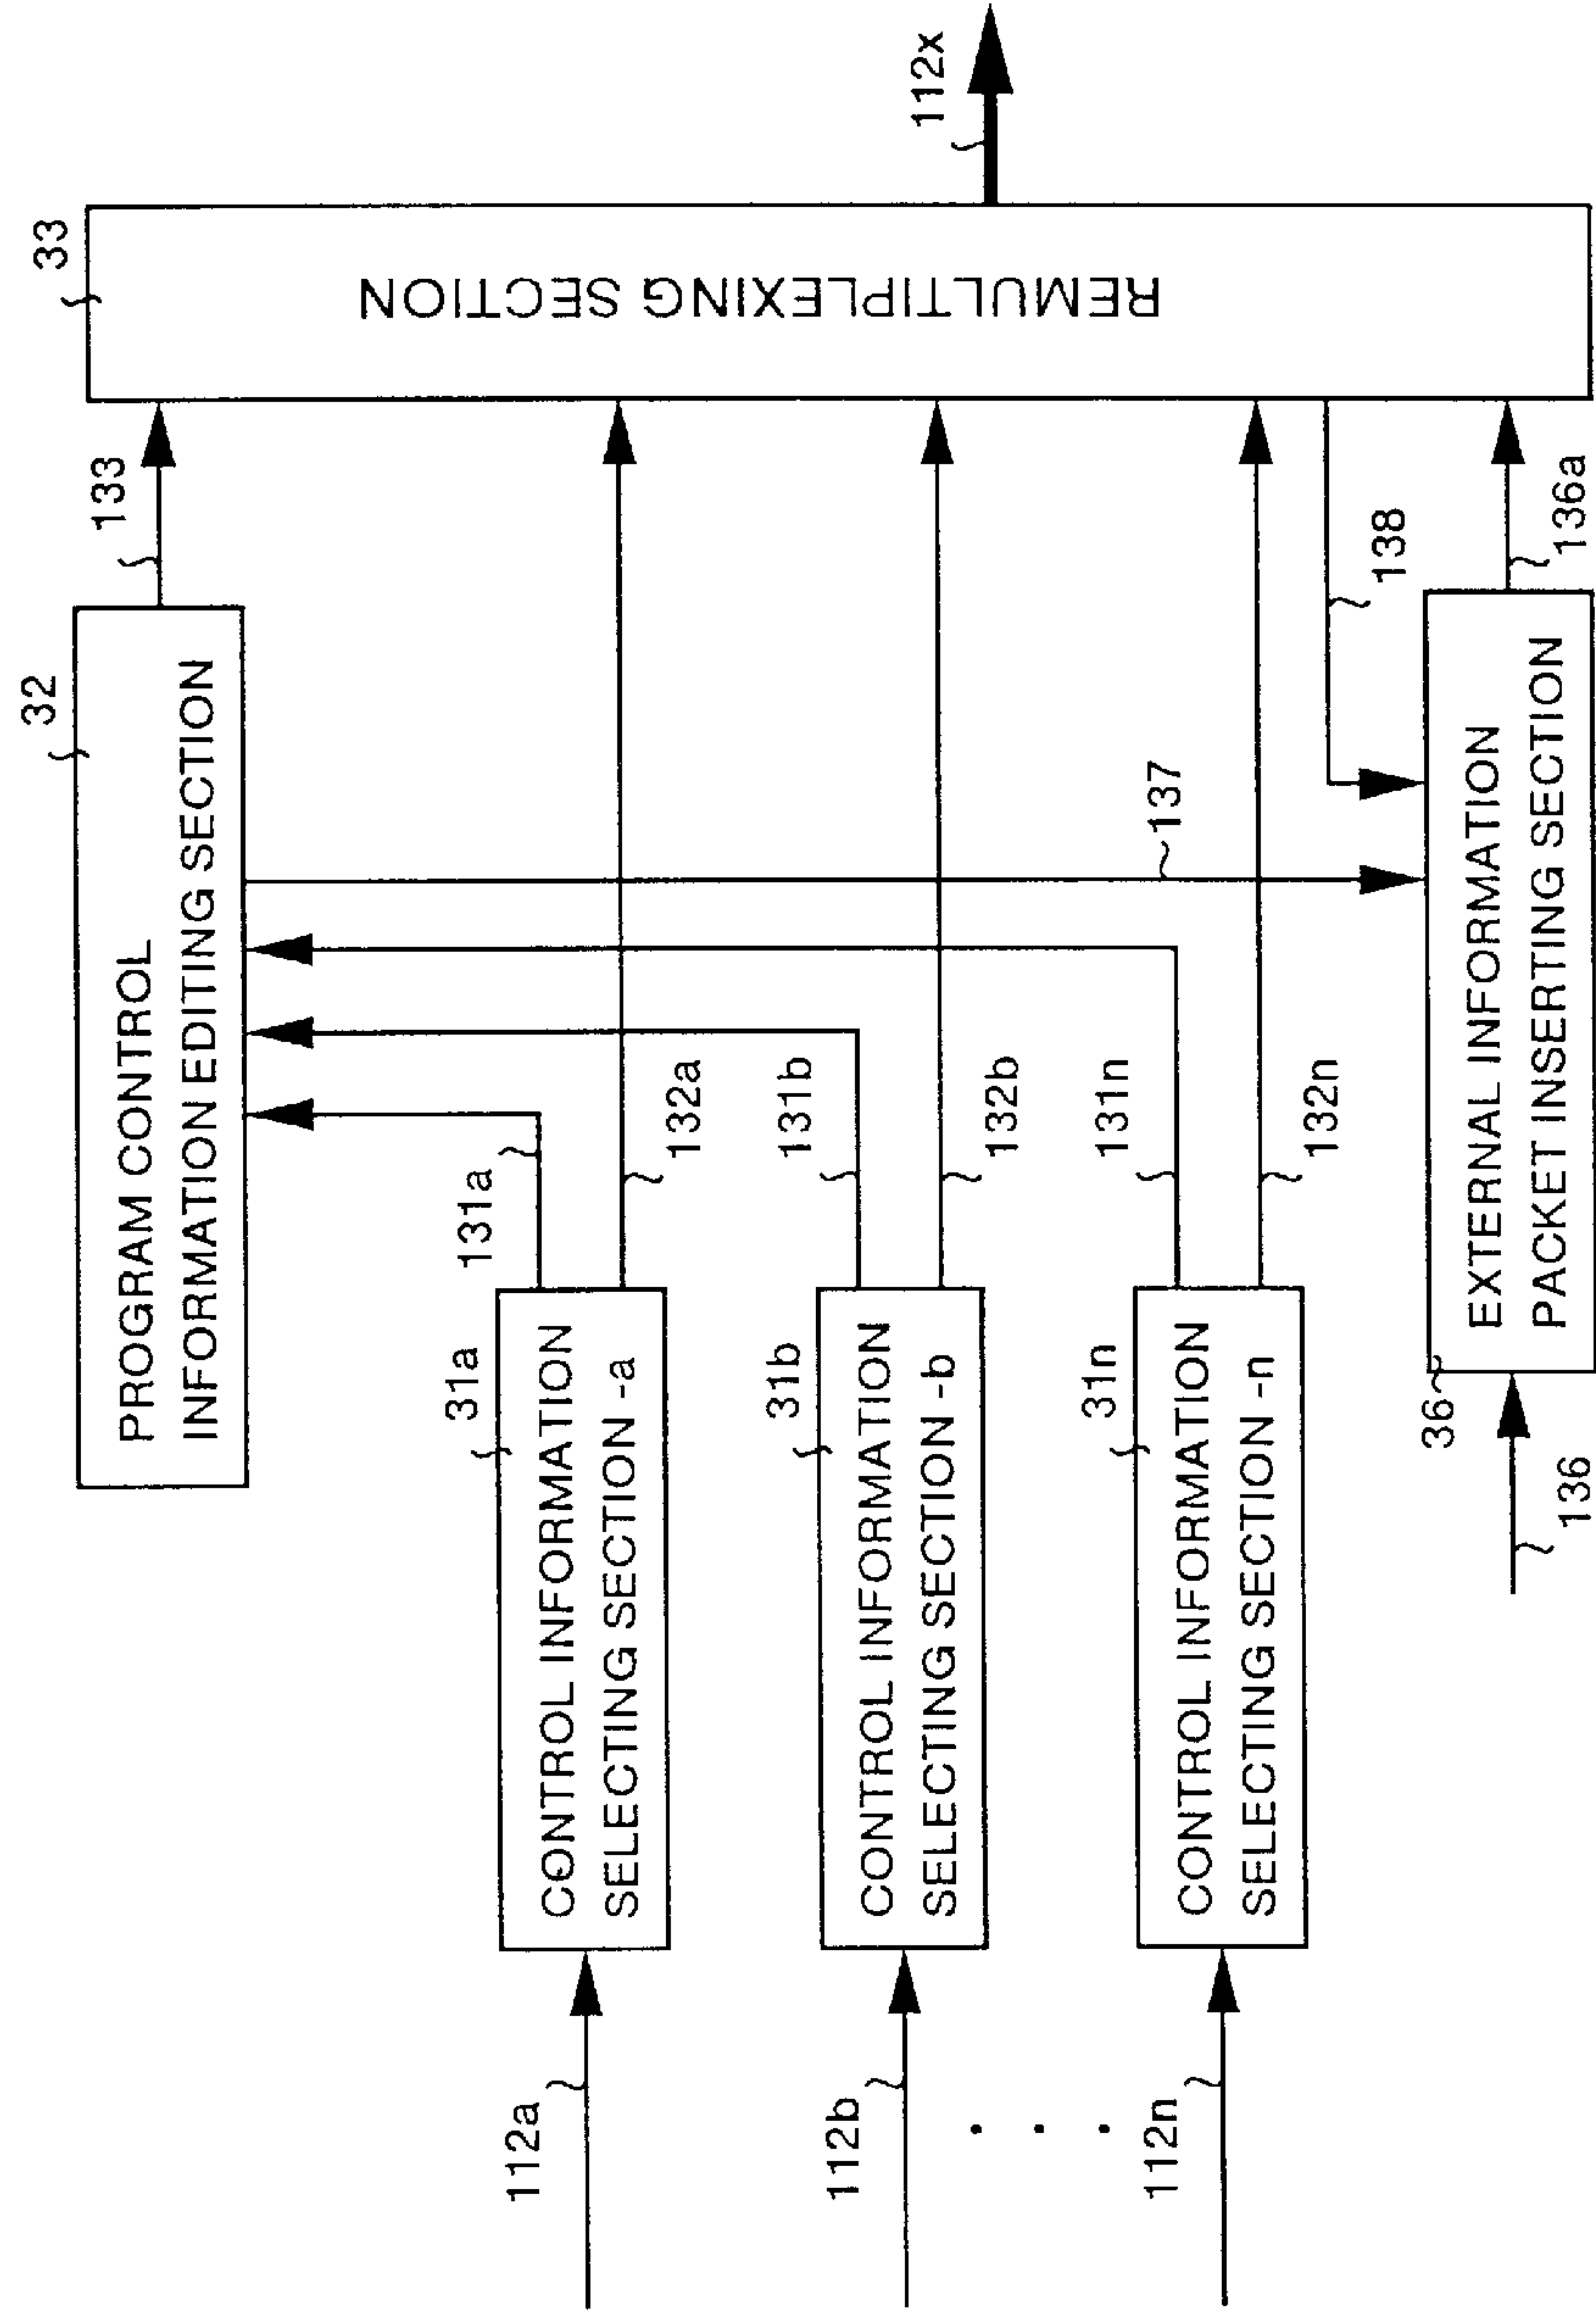 32
PROGRAM CONTROL
INFORMATION EDITING SECTION
133
33
REMULTIPLEXING SECTION
112x
112a
31a
CONTROL INFORMATION
SELECTING SECTION -a
131a
132a
112b
31b
CONTROL INFORMATION
SELECTING SECTION -b
131b
132b
. . .
112n
31n
CONTROL INFORMATION
SELECTING SECTION -n
131n
132n
137
138
136
36
EXTERNAL INFORMATION
PACKET INSERTING SECTION
136a